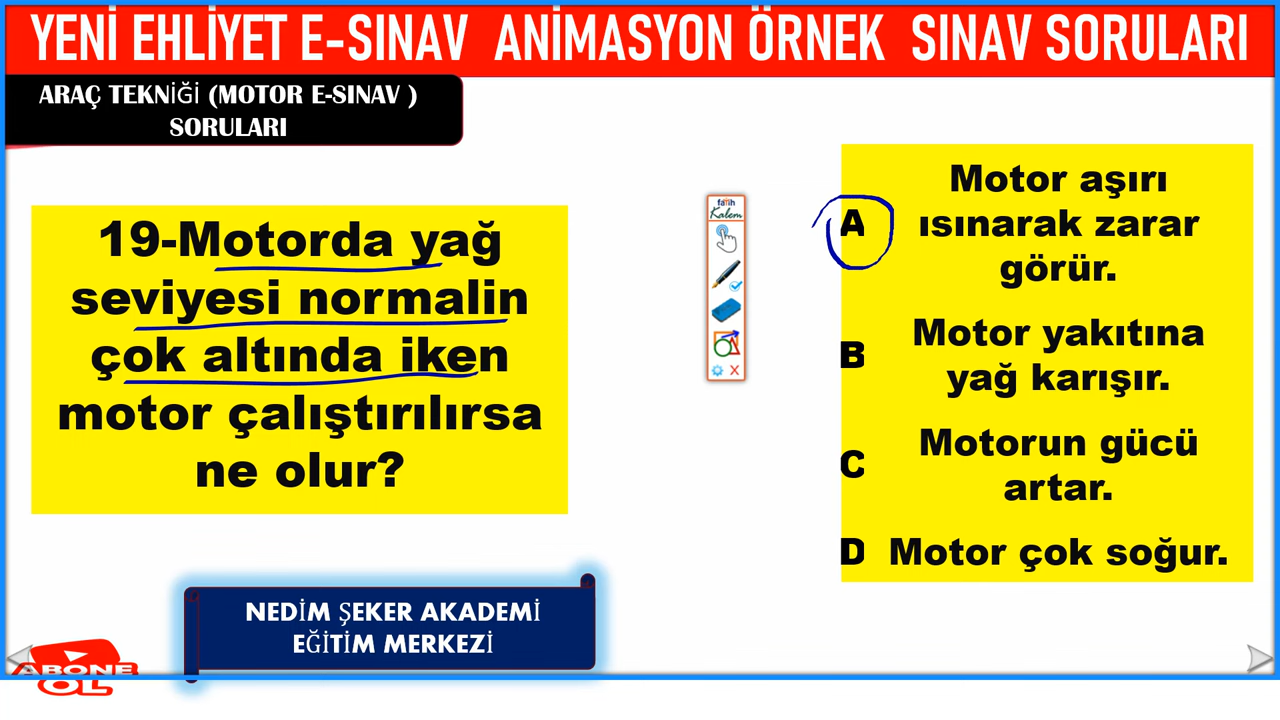 YENİ EHLİYET E-SINAV ANİMASYON ÖRNEK SINAV SORULARI
ARAÇ TEKNİĞİ (MOTOR E-SINAV )
SORULARI
19-Motorda yağ
seviyesi normalin
çok altında iken
motor çalıştırılırsa
ne olur?
fatih
Kalem
A
Motor aşırı
ısınarak zarar
görür.
B
Motor yakıtına
yağ karışır.
C
Motorun gücü
artar.
D Motor çok soğur.
NEDİM ŞEKER AKADEMİ
EĞİTİM MERKEZİ
ABONE
OL